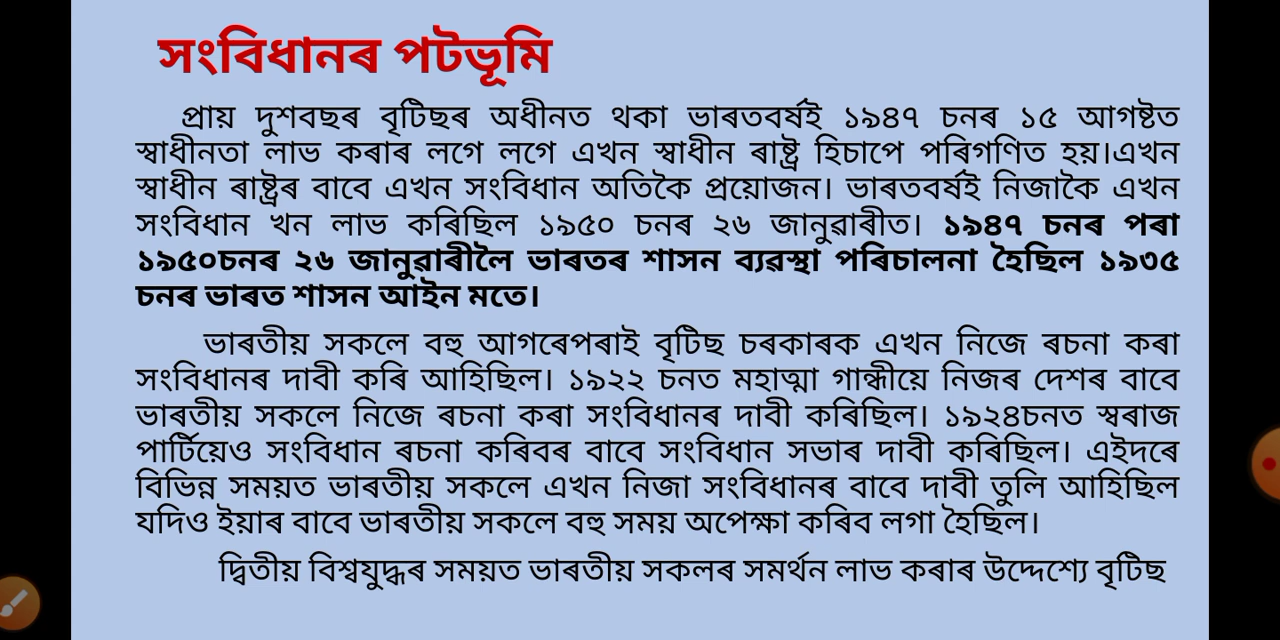 সংবিধানৰ পটভূমি
প্ৰায় দুশবছৰ বৃটিছৰ অধীনত থকা ভাৰতবৰ্ষই ১৯৪৭ চনৰ ১৫ আগষ্টত
স্বাধীনতা লাভ কৰাৰ লগে লগে এখন স্বাধীন ৰাষ্ট্ৰ হিচাপে পৰিগণিত হয়।এখন
স্বাধীন ৰাষ্ট্ৰৰ বাবে এখন সংবিধান অতিকৈ প্ৰয়োজন। ভাৰতবৰ্ষই নিজাকৈ এখন
সংবিধান খন লাভ কৰিছিল ১৯৫০ চনৰ ২৬ জানুৱাৰীত। ১৯৪৭ চনৰ পৰা
১৯৫০চনৰ ২৬ জানুৱাৰীলৈ ভাৰতৰ শাসন ব্যৱস্থা পৰিচালনা হৈছিল ১৯৩৫
চনৰ ভাৰত শাসন আইন মতে।
ভাৰতীয় সকলে বহু আগৰেপৰাই বৃটিছ চৰকাৰক এখন নিজে ৰচনা কৰা
সংবিধানৰ দাবী কৰি আহিছিল। ১৯২২ চনত মহাত্মা গান্ধীয়ে নিজৰ দেশৰ বাবে
ভাৰতীয় সকলে নিজে ৰচনা কৰা সংবিধানৰ দাবী কৰিছিল। ১৯২৪চনত স্বৰাজ
পাৰ্টিয়েও সংবিধান ৰচনা কৰিবৰ বাবে সংবিধান সভাৰ দাবী কৰিছিল। এইদৰে
বিভিন্ন সময়ত ভাৰতীয় সকলে এখন নিজা সংবিধানৰ বাবে দাবী তুলি আহিছিল
যদিও ইয়াৰ বাবে ভাৰতীয় সকলে বহু সময় অপেক্ষা কৰিব লগা হৈছিল।
দ্বিতীয় বিশ্বযুদ্ধৰ সময়ত ভাৰতীয় সকলৰ সমৰ্থন লাভ কৰাৰ উদ্দেশ্যে বৃটিছ